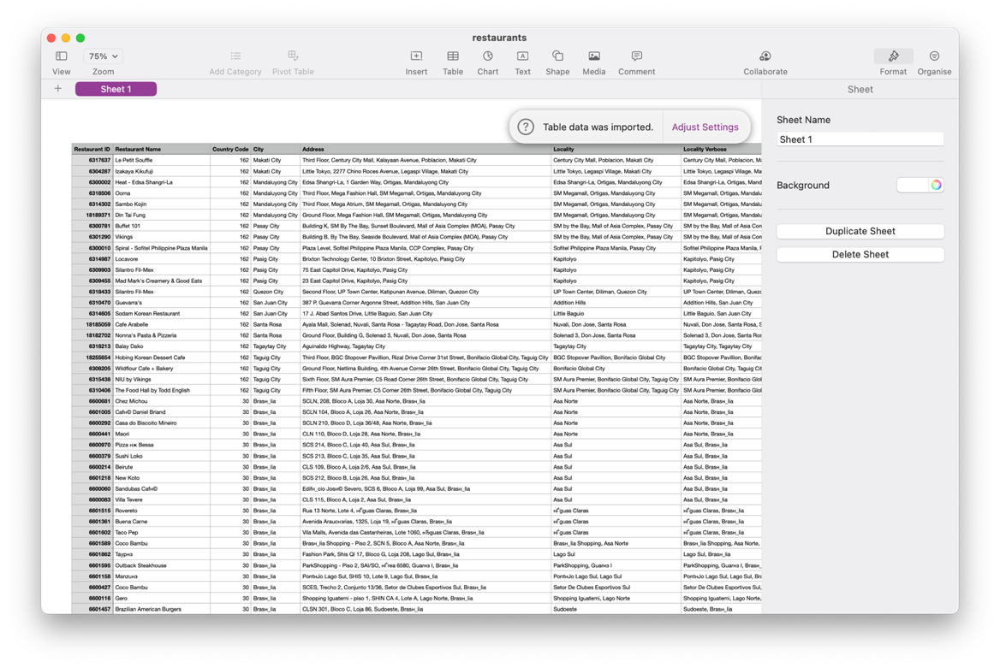 restaurants
75%
View Zoom Add Category Pivot Table Insert Table Chart Text Shape Media Comment Collaborate Format Organise
+ Sheet 1 Sheet
? Table data was imported. Adjust Settings
Sheet Name
Sheet 1
Background
Duplicate Sheet
Delete Sheet
Restaurant ID Restaurant Name Country Code City Address Locality Locality Verbose
6317637 Le Petit Souffle 162 Makati City Third Floor, Century City Mall, Kalayaan Avenue, Poblacion, Makati City Century City Mall, Poblacion, Makati City Century City Mall, Poblacion, M
6304287 Izakaya Kikufuji 162 Makati City Little Tokyo, 2277 Chino Roces Avenue, Legaspi Village, Makati City Little Tokyo, Legaspi Village, Makati City Little Tokyo, Legaspi Village, M
6300002 Heat - Edsa Shangri-La 162 Mandaluyong City Edsa Shangri-La, 1 Garden Way, Ortigas, Mandaluyong City Edsa Shangri-La, Ortigas, Mandaluyong City Edsa Shangri-La, Ortigas, Ma
6318506 Ooma 162 Mandaluyong City Third Floor, Mega Fashion Hall, SM Megamall, Ortigas, Mandaluyong City SM Megamall, Ortigas, Mandaluyong City SM Megamall, Ortigas, Manda
6314302 Sambo Kojin 162 Mandaluyong City Third Floor, Mega Atrium, SM Megamall, Ortigas, Mandaluyong City SM Megamall, Ortigas, Mandaluyong City SM Megamall, Ortigas, Manda
18189371 Din Tai Fung 162 Mandaluyong City Ground Floor, Mega Fashion Hall, SM Megamall, Ortigas, Mandaluyong City SM Megamall, Ortigas, Mandaluyong City SM Megamall, Ortigas, Manda
6300781 Buffet 101 162 Pasay City Building K, SM By The Bay, Sunset Boulevard, Mall of Asia Complex (MOA), Pasay City SM by the Bay, Mall of Asia Complex, Pasay City SM by the Bay, Mall of Asia C
6301290 Vikings 162 Pasay City Building B, By The Bay, Seaside Boulevard, Mall of Asia Complex (MOA), Pasay City SM by the Bay, Mall of Asia Complex, Pasay City SM by the Bay, Mall of Asia C
6300010 Spiral - Sofitel Philippine Plaza Manila 162 Pasay City Plaza Level, Sofitel Philippine Plaza Manila, CCP Complex, Pasay City Sofitel Philippine Plaza Manila, Pasay City Sofitel Philippine Plaza Manila, F
6314987 Locavore 162 Pasig City Brixton Technology Center, 10 Brixton Street, Kapitolyo, Pasig City Kapitolyo Kapitolyo, Pasig City
6309903 Silantro Fil-Mex 162 Pasig City 75 East Capitol Drive, Kapitolyo, Pasig City Kapitolyo Kapitolyo, Pasig City
6309455 Mad Mark's Creamery & Good Eats 162 Pasig City 23 East Capitol Drive, Kapitolyo, Pasig City Kapitolyo Kapitolyo, Pasig City
6318433 Silantro Fil-Mex 162 Quezon City Second Floor, UP Town Center, Katipunan Avenue, Diliman, Quezon City UP Town Center, Diliman, Quezon City UP Town Center, Diliman, Quez
6310470 Guevarra's 162 San Juan City 387 P. Guevarra Corner Argonne Street, Addition Hills, San Juan City Addition Hills Addition Hills, San Juan City
6314605 Sodam Korean Restaurant 162 San Juan City 17 J. Abad Santos Drive, Little Baguio, San Juan City Little Baguio Little Baguio, San Juan City
18185059 Cafe Arabelle 162 Santa Rosa Ayala Mall, Solenad, Nuvali, Santa Rosa - Tagaytay Road, Don Jose, Santa Rosa Nuvali, Don Jose, Santa Rosa Nuvali, Don Jose, Santa Rosa, S
18182702 Nonna's Pasta & Pizzeria 162 Santa Rosa Ground Floor, Building G, Solenad 3, Nuvali, Don Jose, Santa Rosa Solenad 3, Don Jose, Santa Rosa Solenad 3, Don Jose, Santa Ro
6318213 Balay Dako 162 Tagaytay City Aguinaldo Highway, Tagaytay City Tagaytay City Tagaytay City, Tagaytay City
18255654 Hobing Korean Dessert Cafe 162 Taguig City Third Floor, BGC Stopover Pavillion, Rizal Drive Corner 31st Street, Bonifacio Global City, Taguig City BGC Stopover Pavillion, Bonifacio Global City BGC Stopover Pavillion, Bonifac
6308205 Wildflour Cafe + Bakery 162 Taguig City Ground Floor, Netlima Building, 4th Avenue Corner 26th Street, Bonifacio Global City, Taguig City Bonifacio Global City Bonifacio Global City, Taguig C
6315438 NIU by Vikings 162 Taguig City Sixth Floor, SM Aura Premier, C5 Road Corner 26th Street, Bonifacio Global City, Taguig City SM Aura Premier, Bonifacio Global City, Taguig City SM Aura Premier, Bonifacio Glol
6310406 The Food Hall by Todd English 162 Taguig City Fifth Floor, SM Aura Premier, C5 Corner 26th Street, Bonifacio Global City, Taguig City SM Aura Premier, Bonifacio Global City, Taguig City SM Aura Premier, Bonifacio Glol
6600681 Chez Michou 30 Brasн_lia SCLN, 208, Bloco A, Loja 30, Asa Norte, Brasн_lia Asa Norte Asa Norte, Brasн_lia
6601005 Cafн© Daniel Briand 30 Brasн_lia SCLN 104, Bloco A, Loja 26, Asa Norte, Brasн_lia Asa Norte Asa Norte, Brasн_lia
6600292 Casa do Biscoito Mineiro 30 Brasн_lia SCLN 210, Bloco D, Loja 36/48, Asa Norte, Brasн_lia Asa Norte Asa Norte, Brasн_lia
6600441 Maori 30 Brasн_lia CLN 110, Bloco D, Loja 28, Asa Norte, Brasн_lia Asa Norte Asa Norte, Brasн_lia
6600970 Pizza нж Bessa 30 Brasн_lia SCS 214, Bloco C, Loja 40, Asa Sul, Brasн_lia Asa Sul Asa Sul, Brasн_lia
6600379 Sushi Loko 30 Brasн_lia SCS 213, Bloco C, Loja 35, Asa Sul, Brasн_lia Asa Sul Asa Sul, Brasн_lia
6600214 Beirute 30 Brasн_lia CLS 109, Bloco A, Loja 2/6, Asa Sul, Brasн_lia Asa Sul Asa Sul, Brasн_lia
6601218 New Koto 30 Brasн_lia SCS 212, Bloco B, Loja 26, Asa Sul, Brasн_lia Asa Sul Asa Sul, Brasн_lia
6600060 Sandubas Cafн© 30 Brasн_lia Edifн_cio Josн© Severo, SCS 6, Bloco A, Loja 99, Asa Sul, Brasн_lia Asa Sul Asa Sul, Brasн_lia
6600083 Villa Tevere 30 Brasн_lia CLS 115, Bloco A, Loja 2, Asa Sul, Brasн_lia Asa Sul Asa Sul, Brasн_lia
6601515 Rovereto 30 Brasн_lia Rua 13 Norte, Lote 4, нЃguas Claras, Brasн_lia нЃguas Claras нЃguas Claras, Brasн_lia
6601361 Buena Carne 30 Brasн_lia Avenida Araucнзrias, 1325, Loja 19, нЃguas Claras, Brasн_lia нЃguas Claras нЃguas Claras, Brasн_lia
6601602 Taco Pep 30 Brasн_lia Vila Malls, Avenida das Castanheiras, Lote 1060, нЂguas Claras, Brasн_lia нЃguas Claras нЃguas Claras, Brasн_lia
6601589 Coco Bambu 30 Brasн_lia Brasн_lia Shopping - Piso 2, SCN 5, Bloco A, Asa Norte, Brasн_lia Brasн_lia Shopping, Asa Norte Brasн_lia Shopping, Asa Norte,
6601862 Taypнз 30 Brasн_lia Fashion Park, Shis QI 17, Bloco G, Loja 208, Lago Sul, Brasн_lia Lago Sul Lago Sul, Brasн_lia
6601595 Outback Steakhouse 30 Brasн_lia ParkShopping - Piso 2, SAI/SO, нЃrea 6580, Guarнз I, Brasн_lia ParkShopping, Guarнз I ParkShopping, Guarнз I, Brasн_
6601158 Manzuнз 30 Brasн_lia PontнЈo Lago Sul, SHIS 10, Lote 9, Lago Sul, Brasн_lia PontнЈo Lago Sul, Lago Sul PontнЈo Lago Sul, Lago Sul, Bra
6600427 Coco Bambu 30 Brasн_lia SCES, Trecho 2, Conjunto 13/36, Setor de Clubes Esportivos Sul, Brasн_lia Setor De Clubes Esportivos Sul Setor De Clubes Esportivos Sul,
6600116 Gero 30 Brasн_lia Shopping Iguatemi - piso 1, SHIN CA 4, Lote A, Lago Norte, Brasн_lia Shopping Iguatemi, Lago Norte Shopping Iguatemi, Lago Norte,
6601457 Brazilian American Burgers 30 Brasн_lia CLSN 301, Bloco C, Loja 86, Sudoeste, Brasн_lia Sudoeste Sudoeste, Brasн_lia